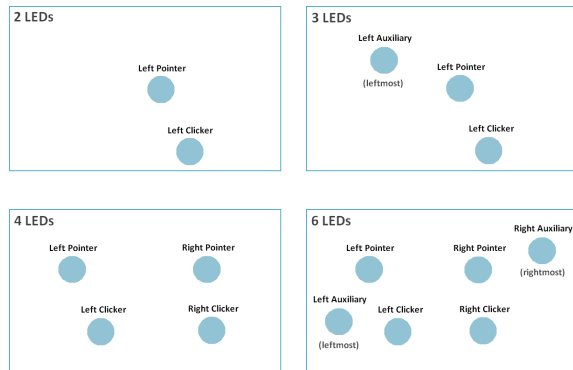 2 LEDs
Left Pointer
Left Clicker
3 LEDs
Left Auxiliary
(leftmost)
Left Pointer
Left Clicker
4 LEDs
Left Pointer
Right Pointer
Left Clicker
Right Clicker
6 LEDs
Right Auxiliary
Left Pointer
Right Pointer
(rightmost)
Left Auxiliary
Left Clicker
Right Clicker
(leftmost)